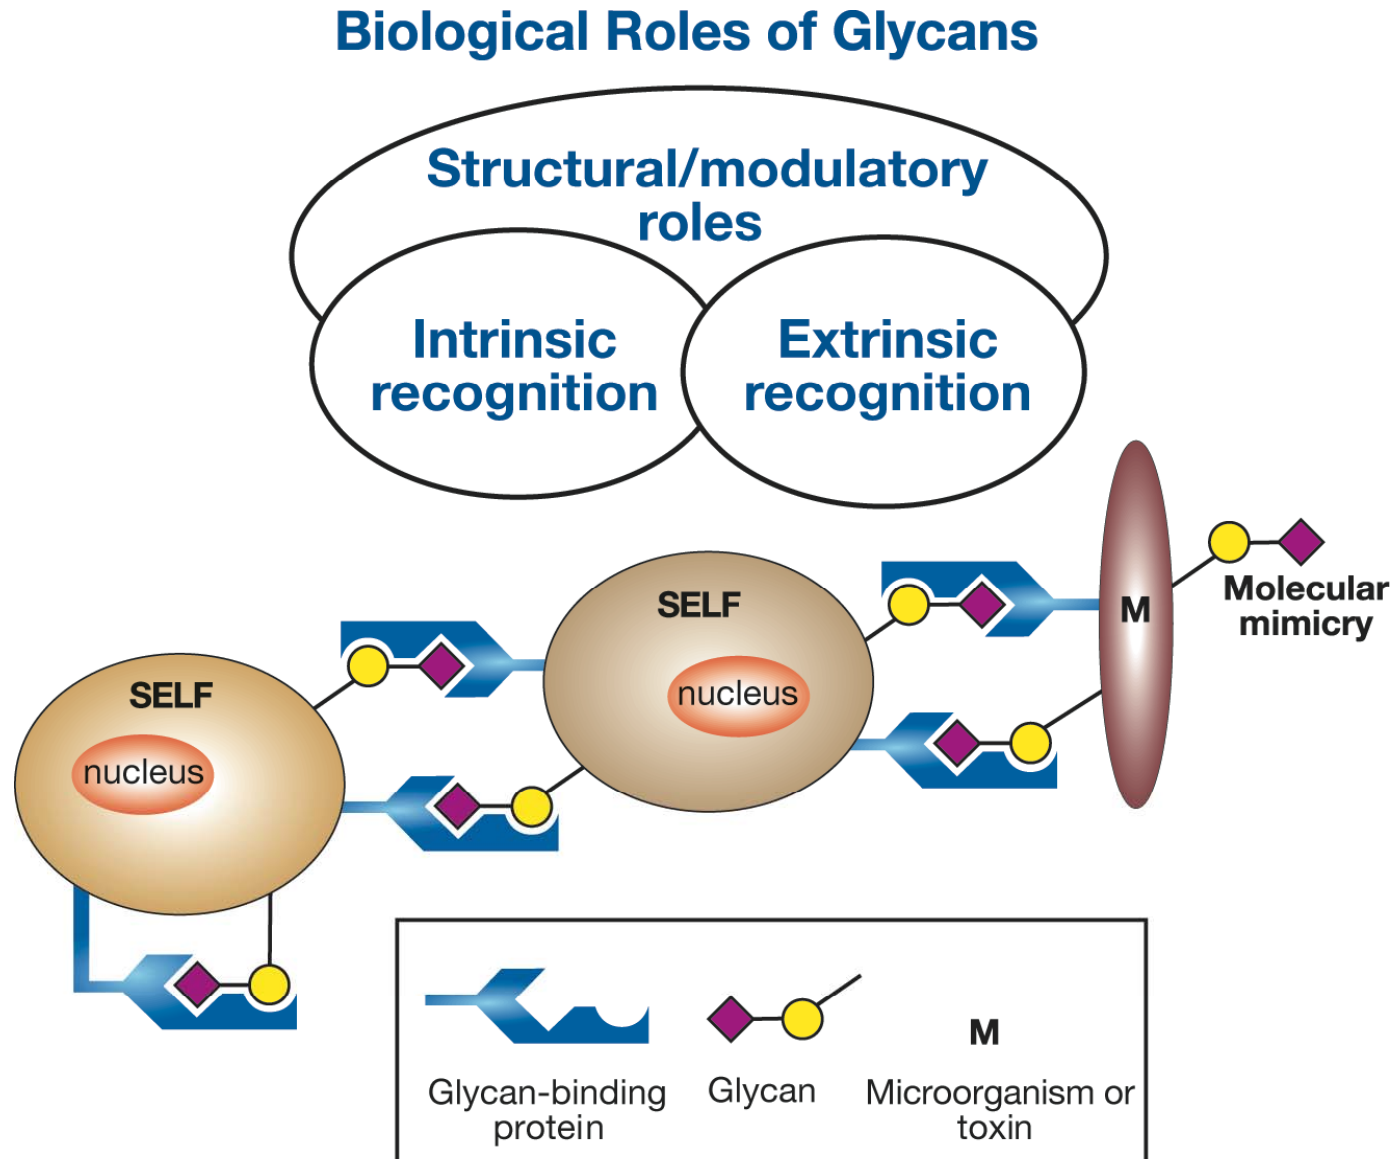 Biological Roles of Glycans
Structural/modulatory
roles
Intrinsic
recognition
Extrinsic
recognition
SELF
nucleus
SELF
nucleus
M
Molecular
mimicry
Glycan-binding
protein
Glycan
M
Microorganism or
toxin